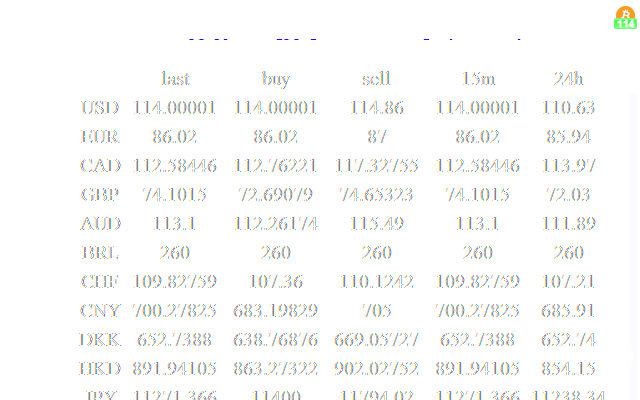 114
last buy sell 15m 24h
USD 114.00001 114.00001 114.86 114.00001 110.63
EUR 86.02 86.02 87 86.02 85.94
CAD 112.58446 112.76221 117.32755 112.58446 113.97
GBP 74.1015 72.69079 74.65323 74.1015 72.03
AUD 113.1 112.26174 115.49 113.1 111.89
BRL 260 260 260 260 260
CHF 109.82759 107.36 110.1242 109.82759 107.21
CNY 700.27825 683.19829 705 700.27825 685.91
DKK 652.7388 638.76876 669.05727 652.7388 652.74
HKD 891.94105 863.27322 902.02752 891.94105 854.15
JPY 11271.366 11400 11794.02 11271.366 11238.34